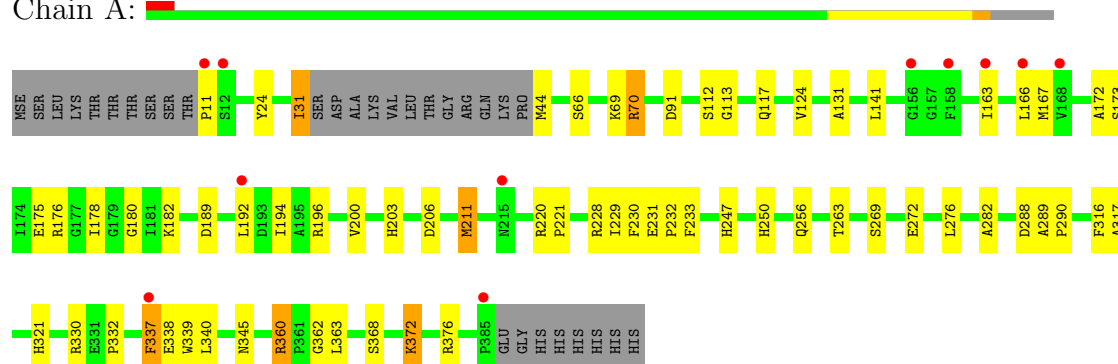 Chain A:
MSE SER LEU LYS THR THR THR SER SER THR P11 S12 Y24 I31 SER ASP ALA LYS VAL LEU THR GLY ARG GLN LYS PRO M44 S66 K69 R70 D91 S112 G113 Q117 V124 A131 L141 G156 G157 F158 I163 L166 M167 V168 A172 S173
I174 E175 R176 G177 I178 G179 G180 I181 K182 D189 L192 D193 I194 A195 R196 V200 H203 D206 M211 N215 R220 P221 R228 I229 F230 E231 P232 F233 H247 H250 Q256 T263 S269 E272 L276 A282 D288 A289 P290 F316 A317
H321 R330 E331 P332 F337 E338 W339 L340 N345 R360 P361 G362 L363 S368 K372 R376 P385 GLU GLY HIS HIS HIS HIS HIS HIS